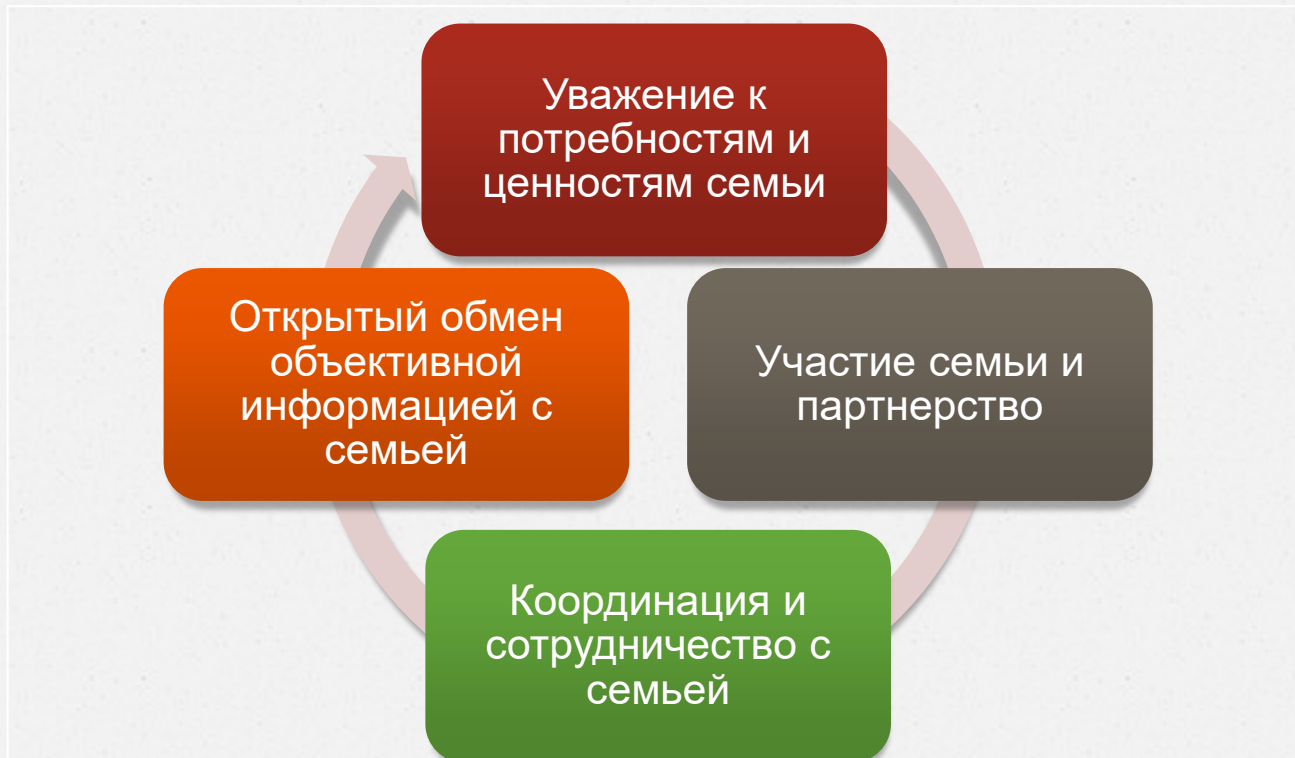 Уважение к
потребностям и
ценностям семьи
Участие семьи и
партнерство
Координация и
сотрудничество с
семьей
Открытый обмен
объективной
информацией с
семьей